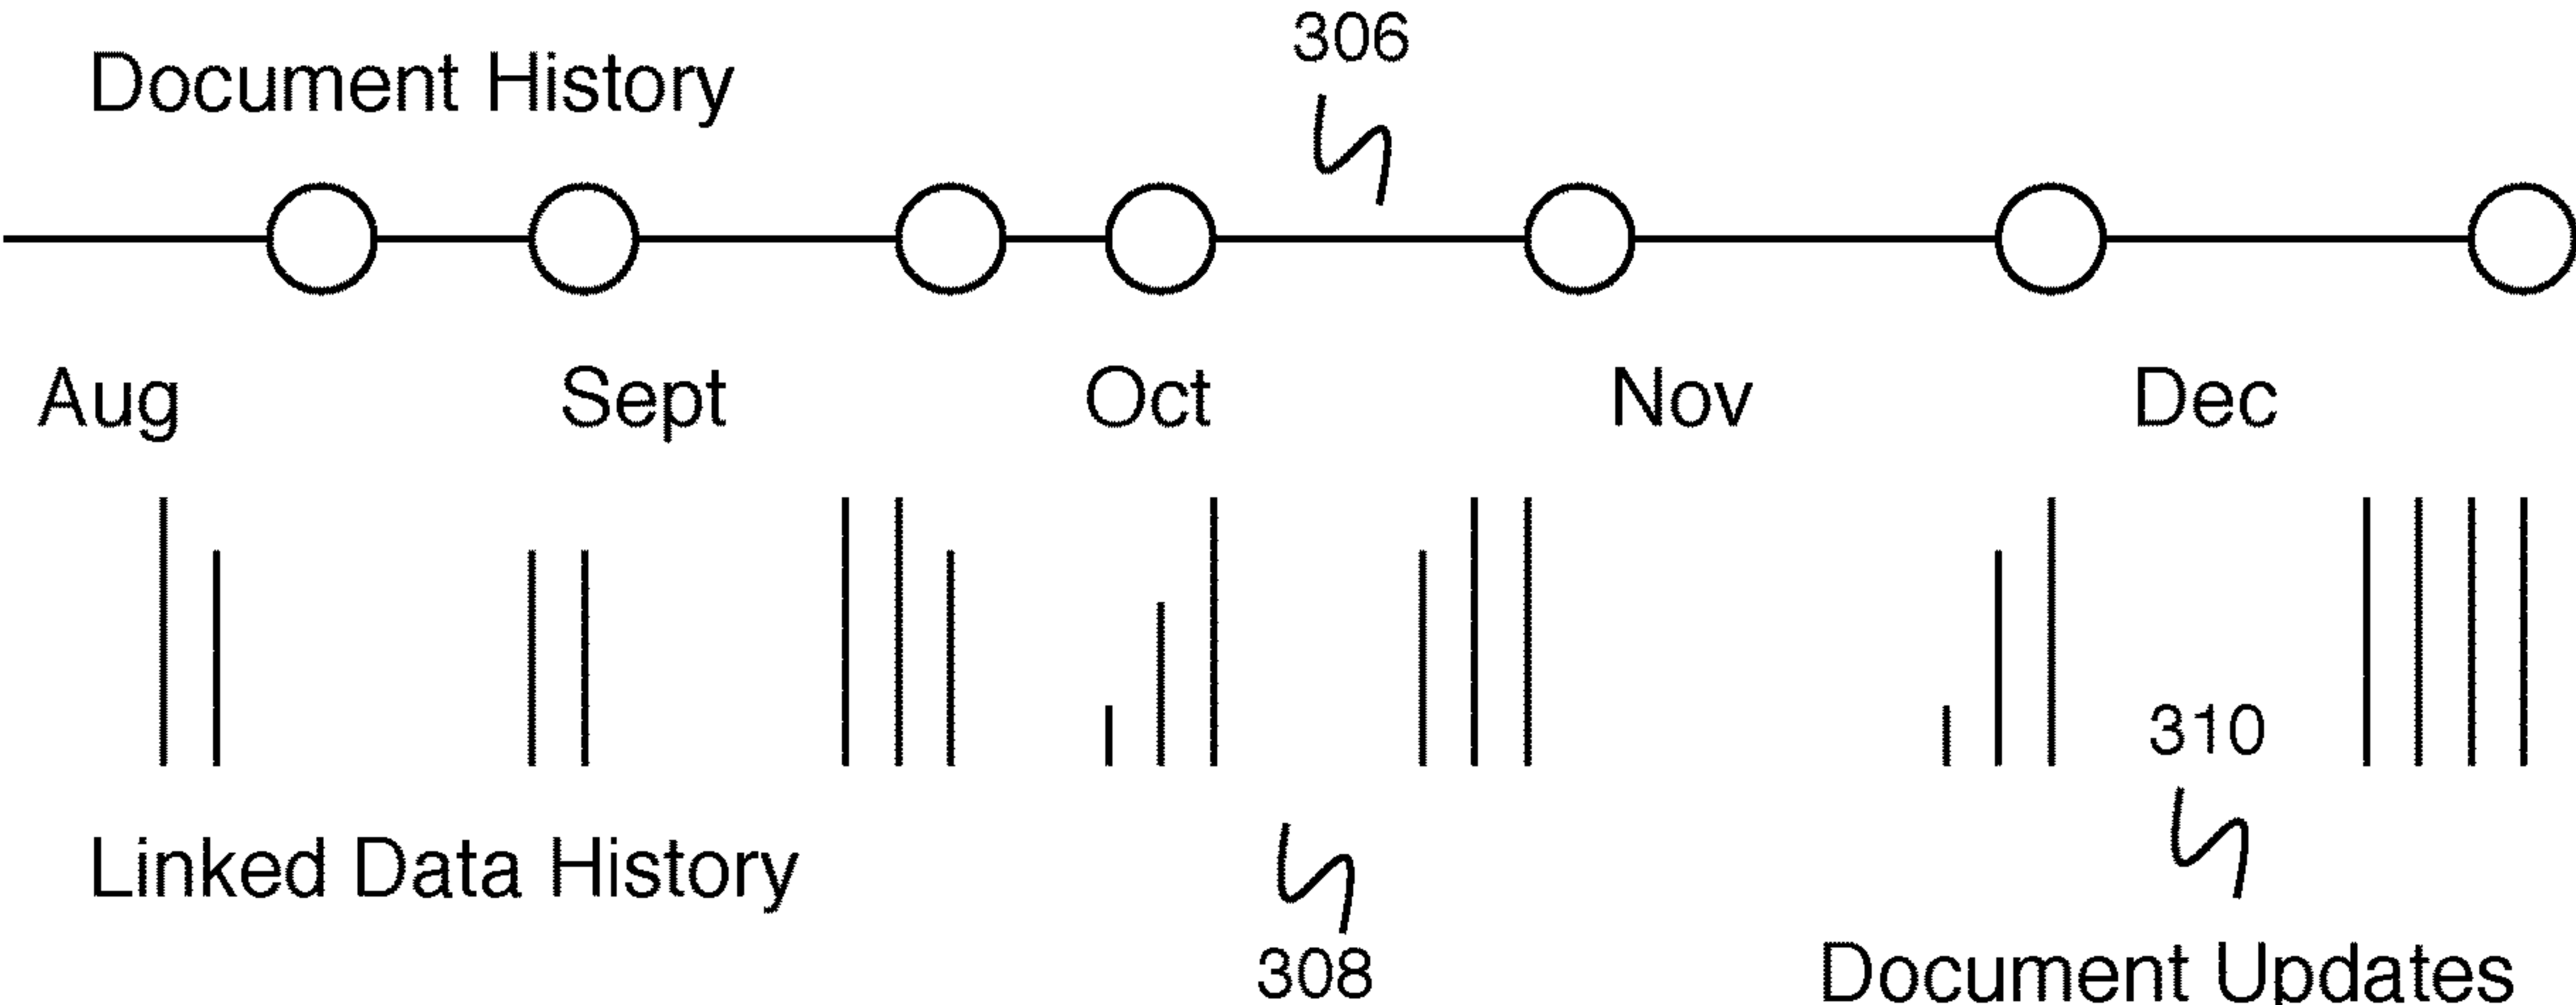 306
Document History
Aug Sept Oct Nov Dec
310
Linked Data History
308
Document Updates